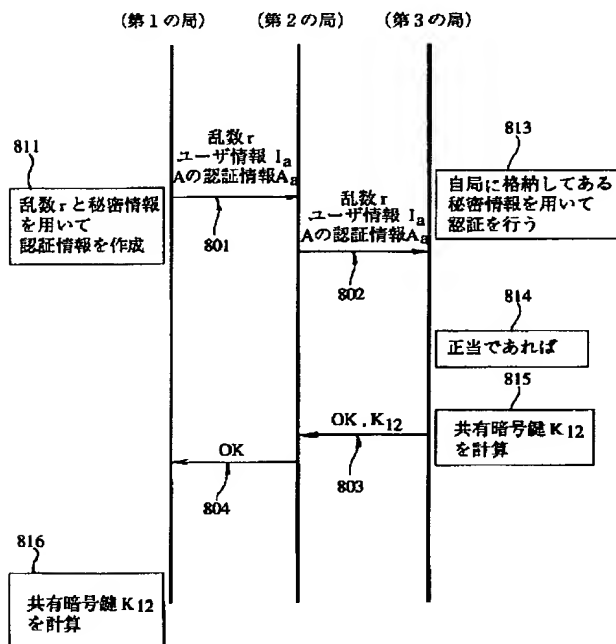 (第1の局)
(第2の局)
(第3の局)
811
乱数rと秘密情報
を用いて
認証情報を作成
乱数r
ユーザ情報 Ia
Aの認証情報Aa
801
乱数r
ユーザ情報 Ia
Aの認証情報Aa
802
813
自局に格納してある
秘密情報を用いて
認証を行う
814
正当であれば
815
共有暗号鍵K12
を計算
OK，K12
803
OK
804
816
共有暗号鍵K12
を計算